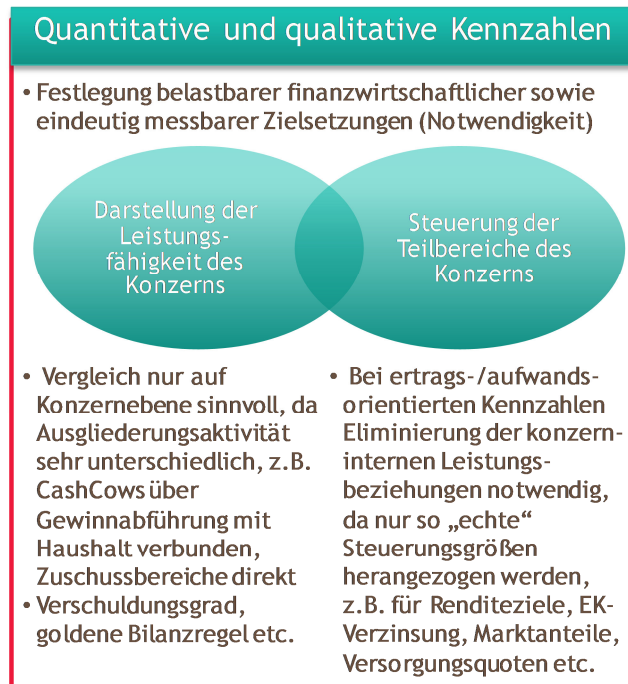 Quantitative und qualitative Kennzahlen
• Festlegung belastbarer finanzwirtschaftlicher sowie
eindeutig messbarer Zielsetzungen (Notwendigkeit)
Darstellung der
Leistungs-
fähigkeit des
Konzerns
Steuerung der
Teilbereiche des
Konzerns
• Vergleich nur auf
Konzernebene sinnvoll, da
Ausgliederungsaktivität
sehr unterschiedlich, z.B.
CashCows über
Gewinnabführung mit
Haushalt verbunden,
Zuschussbereiche direkt
• Verschuldungsgrad,
goldene Bilanzregel etc.
• Bei ertrags-/aufwands-
orientierten Kennzahlen
Eliminierung der konzern-
internen Leistungs-
beziehungen notwendig,
da nur so „echte“
Steuerungsgrößen
herangezogen werden,
z.B. für Renditeziele, EK-
Verzinsung, Marktanteile,
Versorgungsquoten etc.